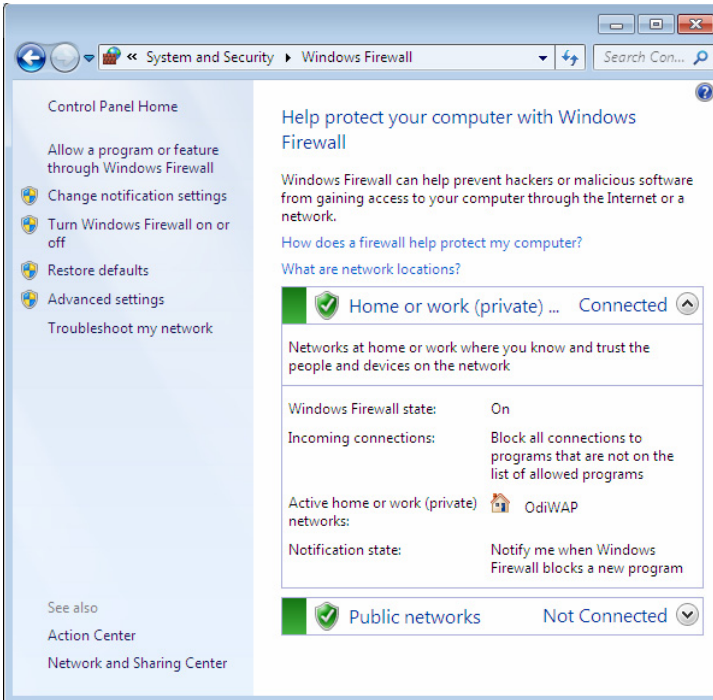 « System and Security ▸ Windows Firewall
Search Con...
Control Panel Home
Allow a program or feature
through Windows Firewall
Change notification settings
Turn Windows Firewall on or
off
Restore defaults
Advanced settings
Troubleshoot my network
See also
Action Center
Network and Sharing Center
Help protect your computer with Windows
Firewall
Windows Firewall can help prevent hackers or malicious software
from gaining access to your computer through the Internet or a
network.
How does a firewall help protect my computer?
What are network locations?
Home or work (private) ... Connected
Networks at home or work where you know and trust the
people and devices on the network
Windows Firewall state: On
Incoming connections: Block all connections to
programs that are not on the
list of allowed programs
Active home or work (private) OdiWAP
networks:
Notification state: Notify me when Windows
Firewall blocks a new program
Public networks Not Connected